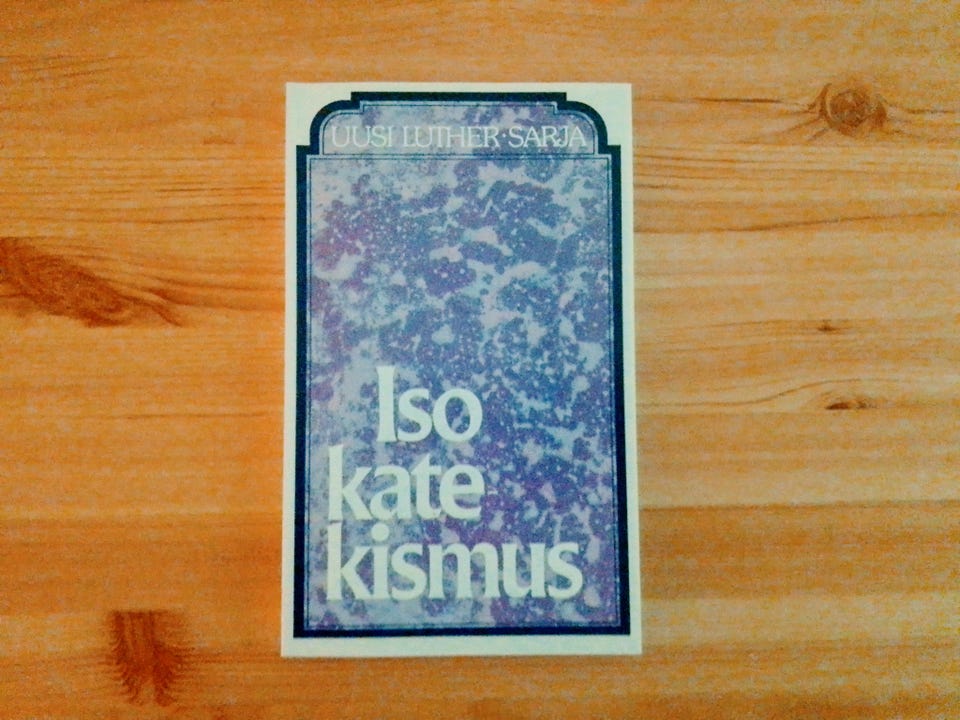 UUSI LUTHER·SARJA
Iso
kate
kismus